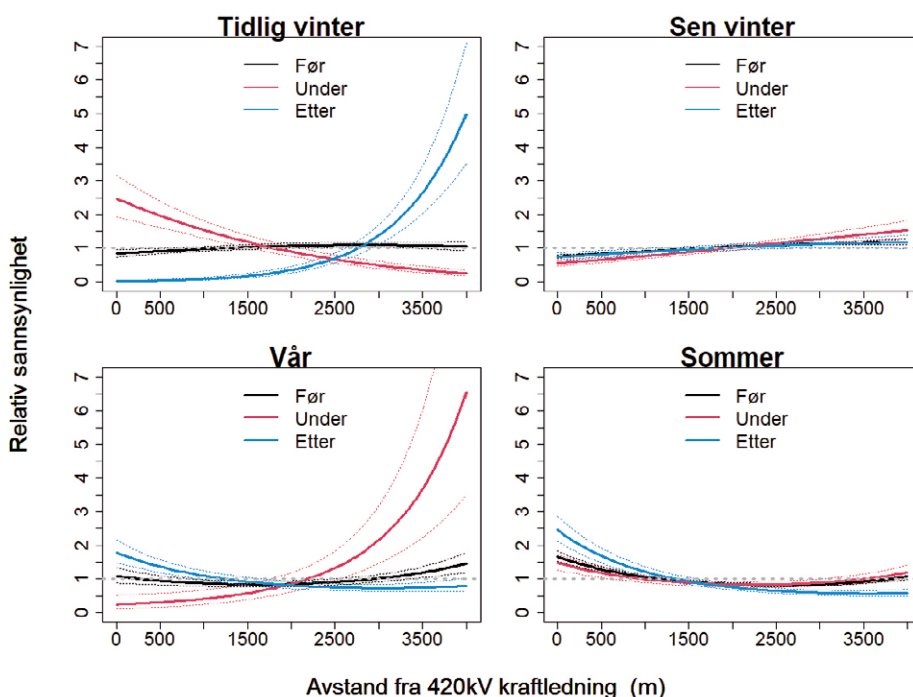 Tidlig vinter
Sen vinter
7
6
5
4
3
2
1
0
Før
Under
Etter
0 500 1500 2500 3500
7
6
5
4
3
2
1
0
Før
Under
Etter
0 500 1500 2500 3500
Relativ sannsynlighet
Vår
Sommer
7
6
5
4
3
2
1
0
Før
Under
Etter
0 500 1500 2500 3500
7
6
5
4
3
2
1
0
Før
Under
Etter
0 500 1500 2500 3500
Avstand fra 420kV kraftledning (m)